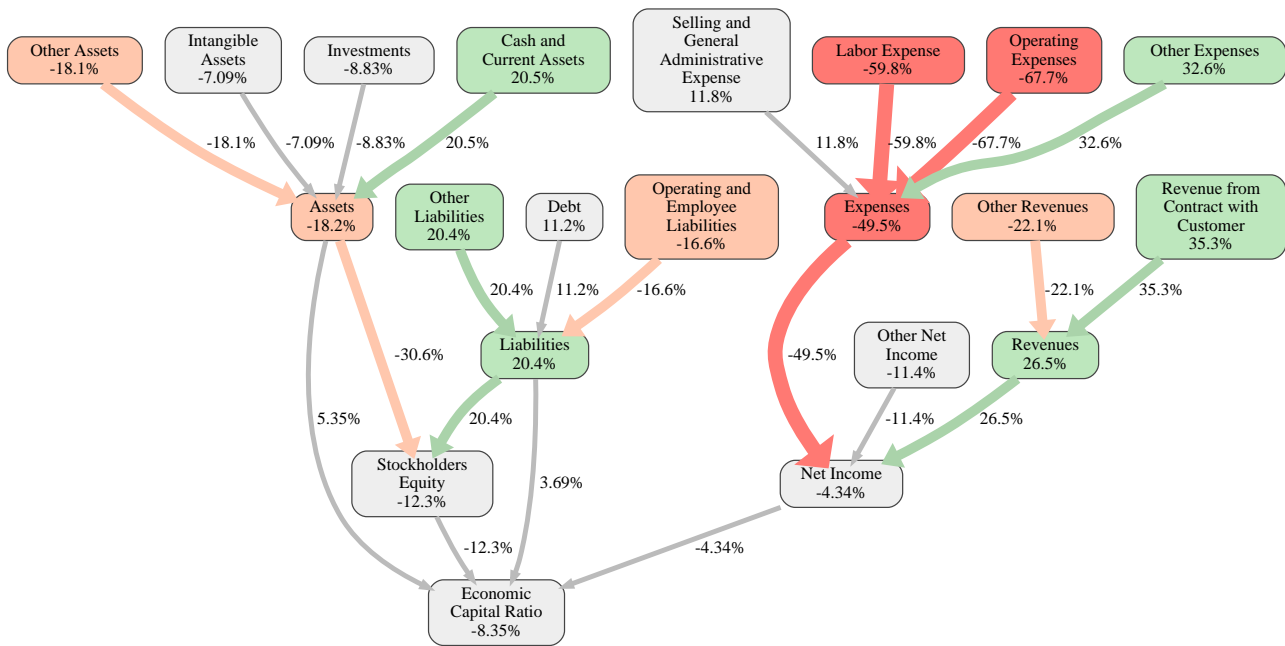 Other Assets
-18.1%
Intangible
Assets
-7.09%
Investments
-8.83%
Cash and
Current Assets
20.5%
Selling and
General
Administrative
Expense
11.8%
Labor Expense
-59.8%
Operating
Expenses
-67.7%
Other Expenses
32.6%
-18.1%
-7.09%
-8.83%
20.5%
11.8%
-59.8%
-67.7%
32.6%
Assets
-18.2%
Other
Liabilities
20.4%
Debt
11.2%
Operating and
Employee
Liabilities
-16.6%
Expenses
-49.5%
Other Revenues
-22.1%
Revenue from
Contract with
Customer
35.3%
20.4%
11.2%
-16.6%
-22.1%
35.3%
-30.6%
Liabilities
20.4%
-49.5%
Other Net
Income
-11.4%
Revenues
26.5%
5.35%
20.4%
-11.4%
26.5%
Stockholders
Equity
-12.3%
3.69%
Net Income
-4.34%
-12.3%
-4.34%
Economic
Capital Ratio
-8.35%